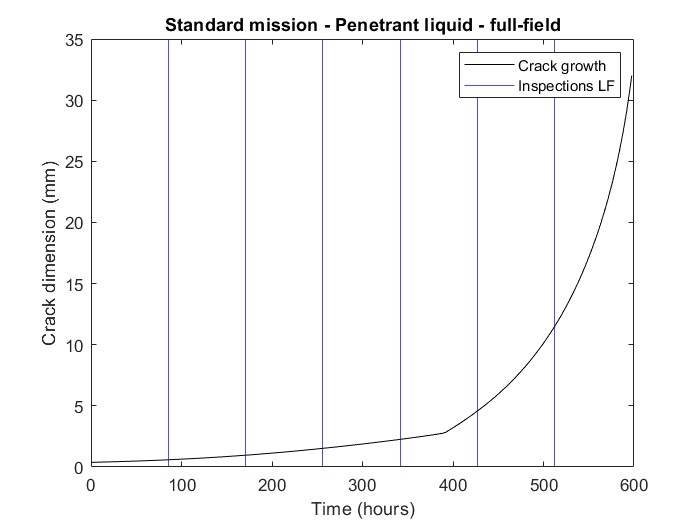 Standard mission - Penetrant liquid - full-field
Crack growth
Inspections LF
Crack dimension (mm)
35
30
25
20
15
10
5
0
0 100 200 300 400 500 600
Time (hours)